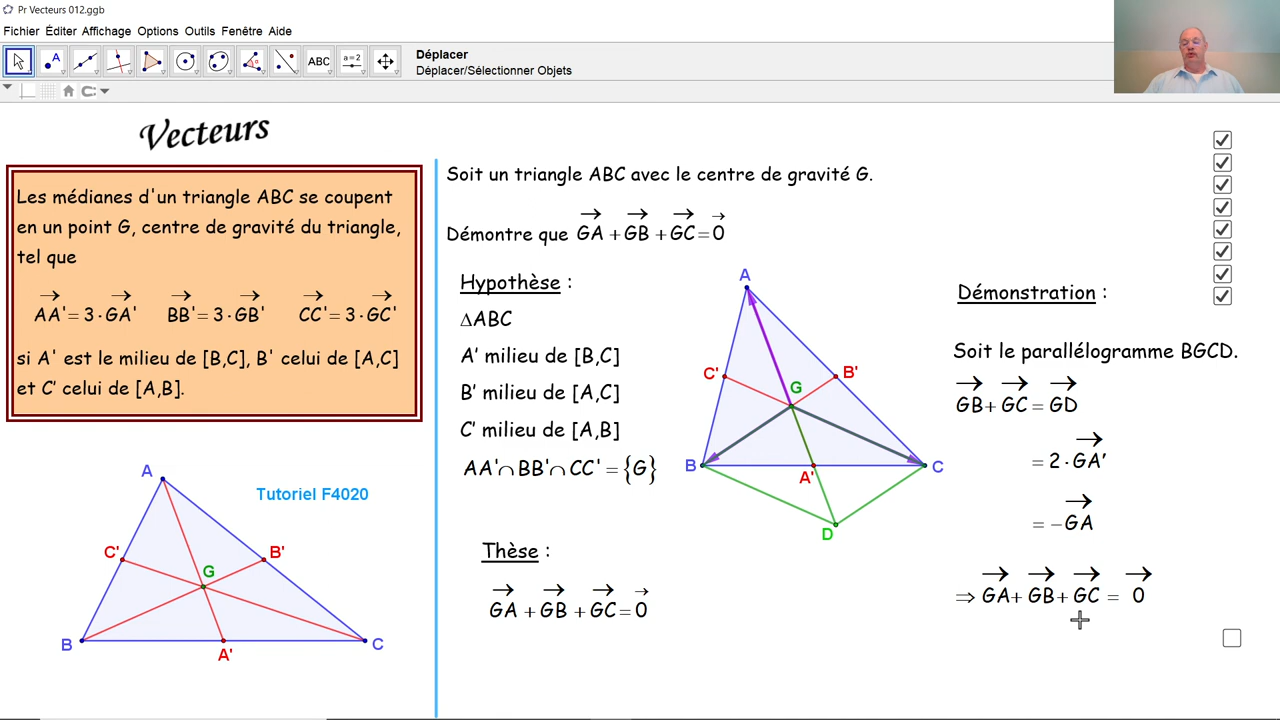 Pr Vecteurs 012.ggb
Fichier Éditer Affichage Options Outils Fenêtre Aide
A
ABC
a=2
Déplacer
Déplacer/Sélectionner Objets
Vecteurs
Les médianes d'un triangle ABC se coupent
en un point G, centre de gravité du triangle,
tel que
AA'= 3·GA' BB'= 3·GB' CC'= 3·GC'
si A' est le milieu de [B,C], B' celui de [A,C]
et C' celui de [A,B].
A
Tutoriel F4020
C'
B'
G
B
C
A'
Soit un triangle ABC avec le centre de gravité G.
Démontre que GA + GB + GC = 0
Hypothèse :
∆ABC
A' milieu de [B,C]
B' milieu de [A,C]
C' milieu de [A,B]
AA'∩BB'∩CC' = {G}
Thèse :
GA + GB + GC = 0
A
C'
B'
G
B
C
A'
D
Démonstration :
Soit le parallélogramme BGCD.
GB + GC = GD
= 2·GA'
= -GA
⇒ GA + GB + GC = 0